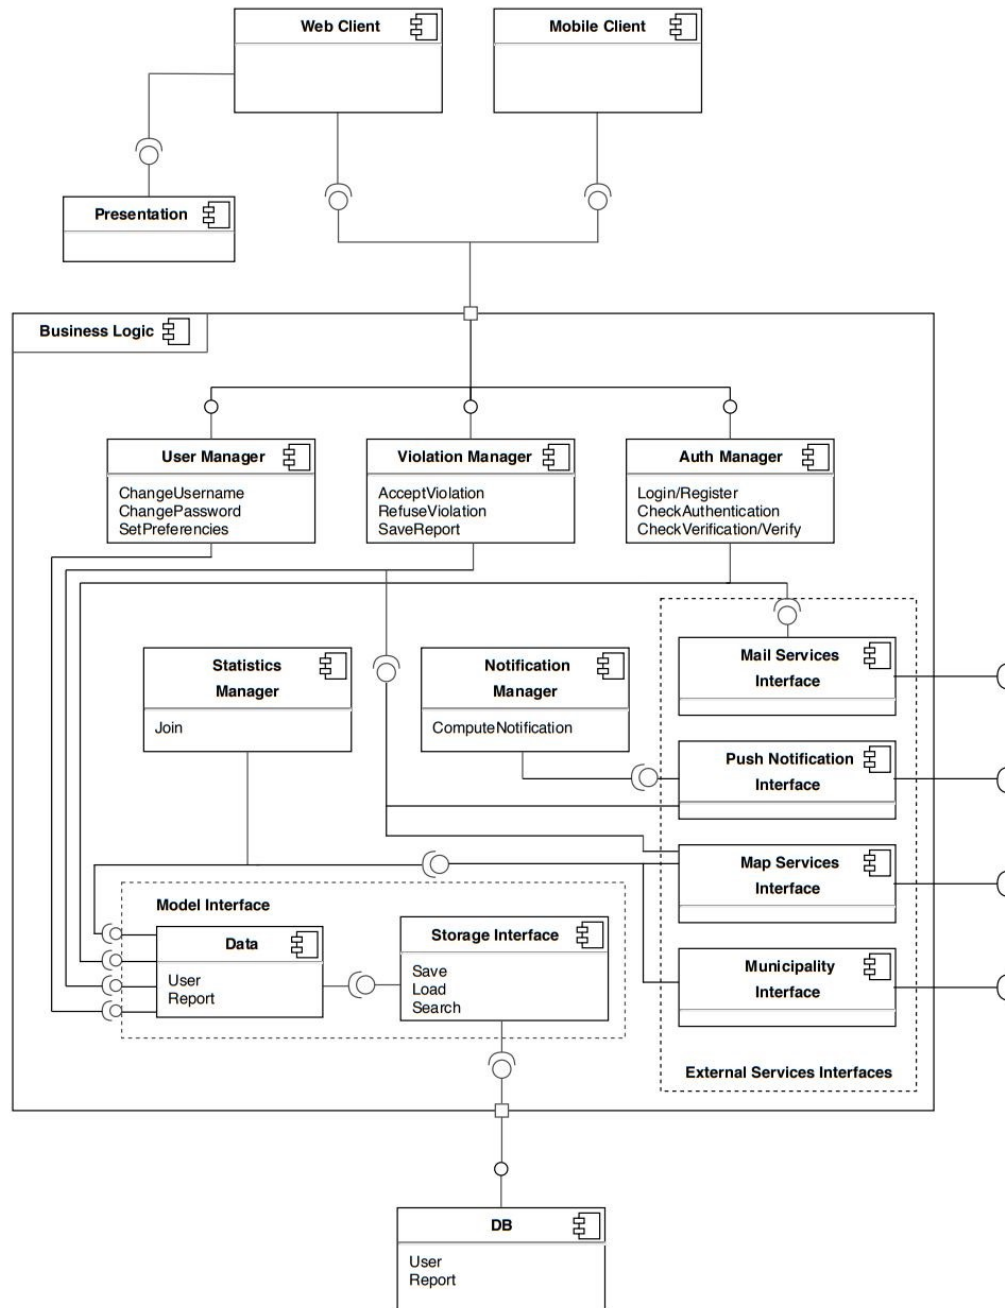 Web Client
Mobile Client
Presentation
Business Logic
User Manager
ChangeUsername
ChangePassword
SetPreferencies
Violation Manager
AcceptViolation
RefuseViolation
SaveReport
Auth Manager
Login/Register
CheckAuthentication
CheckVerification/Verify
Statistics
Manager
Join
Notification
Manager
ComputeNotification
Mail Services
Interface
Push Notification
Interface
Map Services
Interface
Municipality
Interface
External Services Interfaces
Model Interface
Data
User
Report
Storage Interface
Save
Load
Search
DB
User
Report